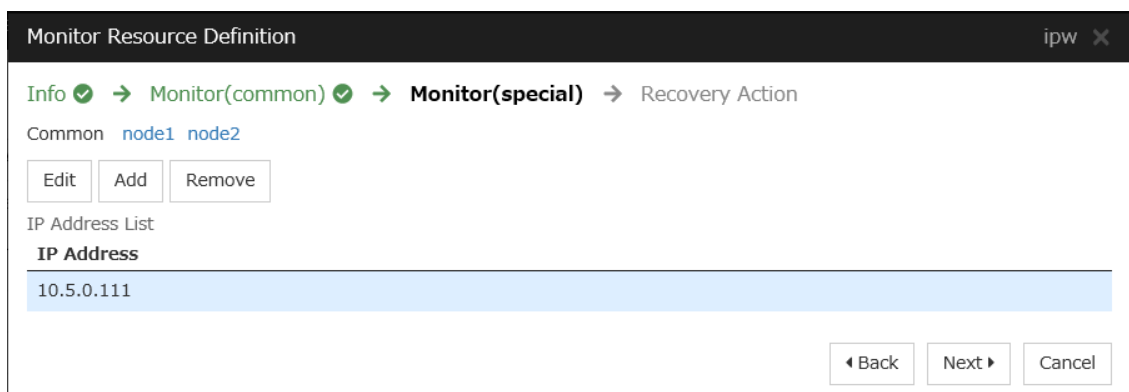 Monitor Resource Definition ipw
Info → Monitor(common) → Monitor(special) → Recovery Action
Common node1 node2
Edit Add Remove
IP Address List
IP Address
10.5.0.111
Back Next Cancel